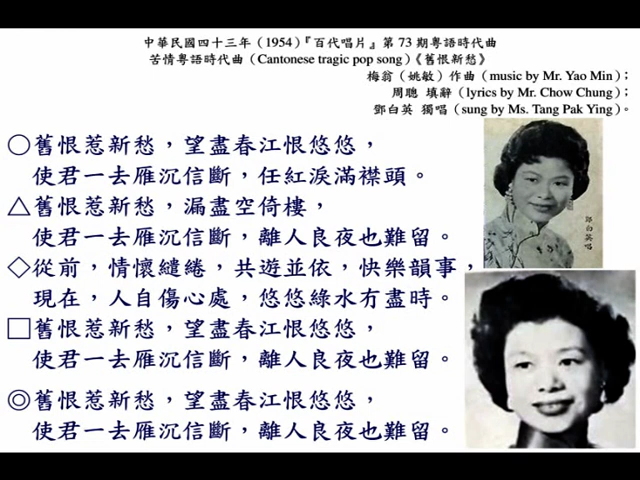 中華民國四十三年（1954）『百代唱片』第 73 期粵語時代曲
苦情粵語時代曲（Cantonese tragic pop song）《舊恨新愁》
梅翁（姚敏）作曲（music by Mr. Yao Min）；
周聰 填辭（lyrics by Mr. Chow Chung）；
鄧白英 獨唱（sung by Ms. Tang Pak Ying）。
○舊恨惹新愁，望盡春江恨悠悠，
使君一去雁沉信斷，任紅淚滿襟頭。
△舊恨惹新愁，漏盡空倚樓，
使君一去雁沉信斷，離人良夜也難留。
◇從前，情懷繾綣，共遊並依，快樂韻事，
現在，人自傷心處，悠悠綠水冇盡時。
□舊恨惹新愁，望盡春江恨悠悠，
使君一去雁沉信斷，離人良夜也難留。
◎舊恨惹新愁，望盡春江恨悠悠，
使君一去雁沉信斷，離人良夜也難留。
鄧白英唱